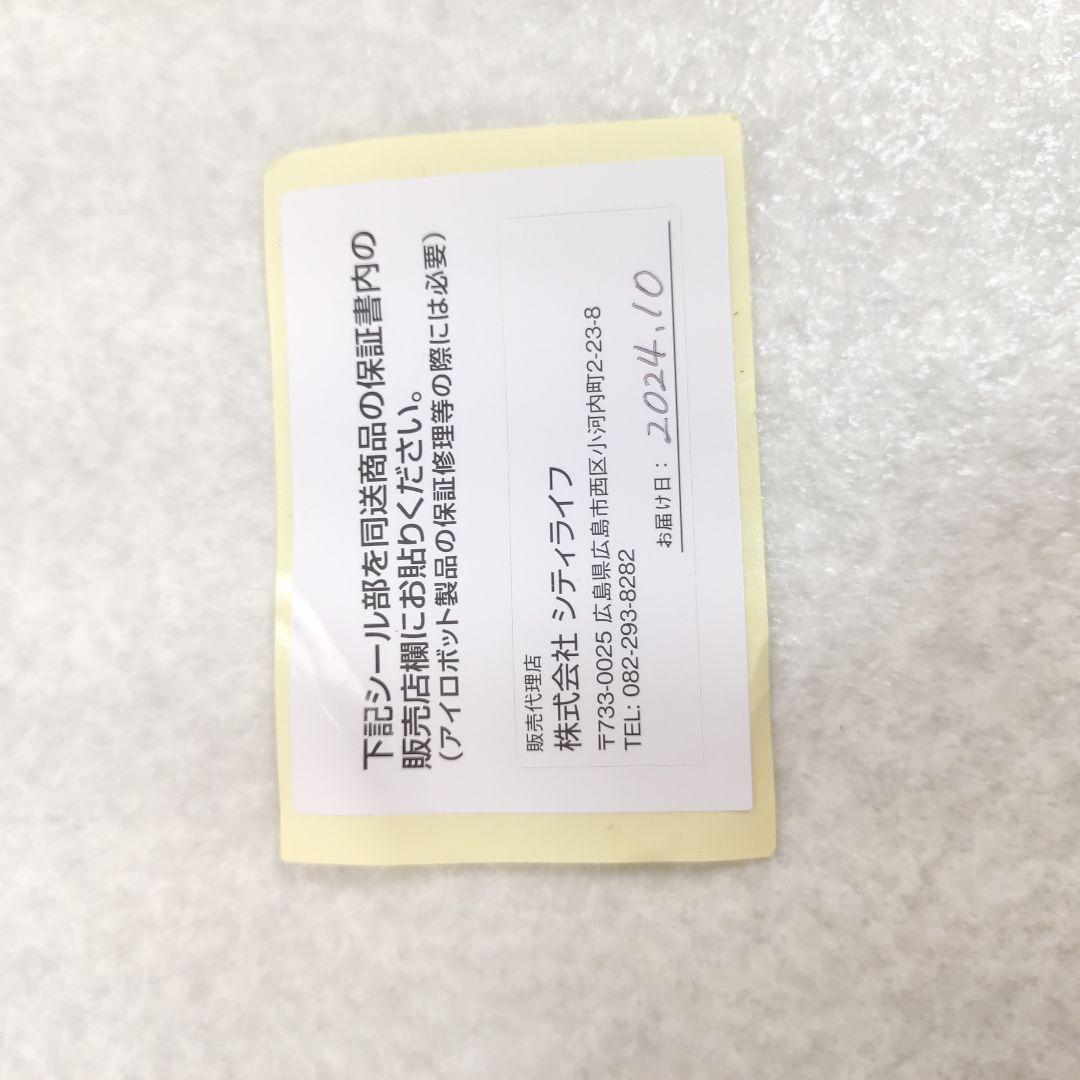 下記シール部を同送商品の保証書内の
販売店欄にお貼りください。
（アイロボット製品の保証修理等の際には必要）
販売代理店
株式会社 シティライフ
〒733-0025 広島県広島市西区小河内町2-23-8
TEL: 082-293-8282
お届け日： 2024、10